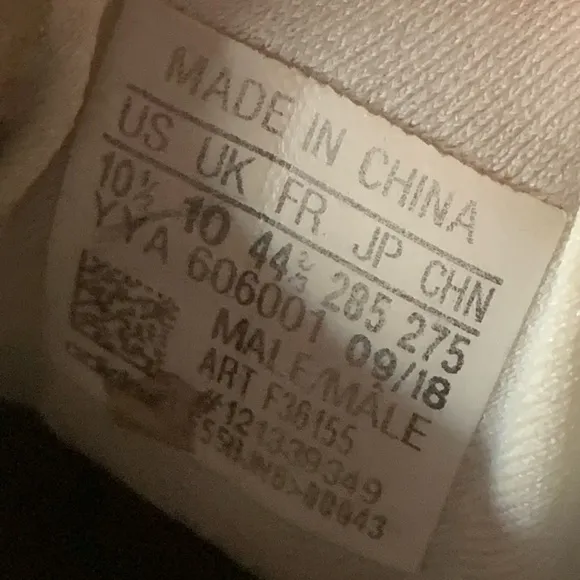 MADE IN CHINA
US UK FR JP CHN
10½ 10 44⅔ 285 275
YYA 606001 09/18
MALE/MÂLE
ART F36155
#121339349